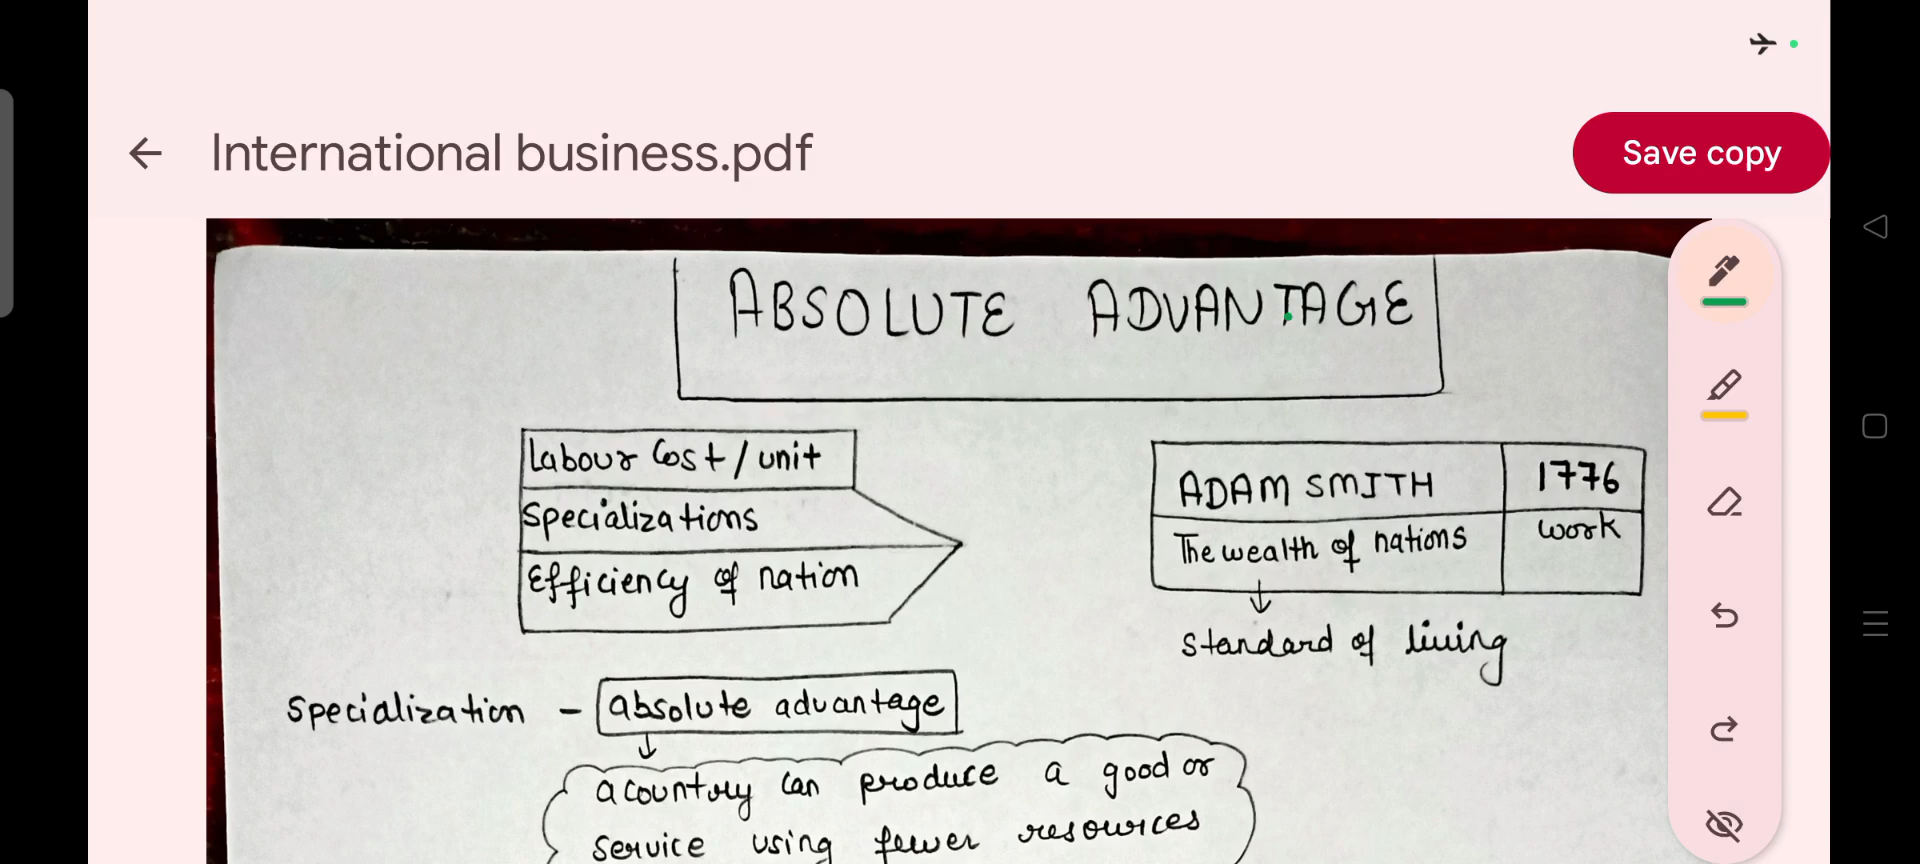 International business.pdf
Save copy
ABSOLUTE ADVANTAGE
Labour Cost/unit
Specializations
Efficiency of nation
ADAM SMITH 1776
The wealth of nations work
↓
Standard of living
Specialization - absolute advantage
↓
a country can produce a good or
service using fewer resources